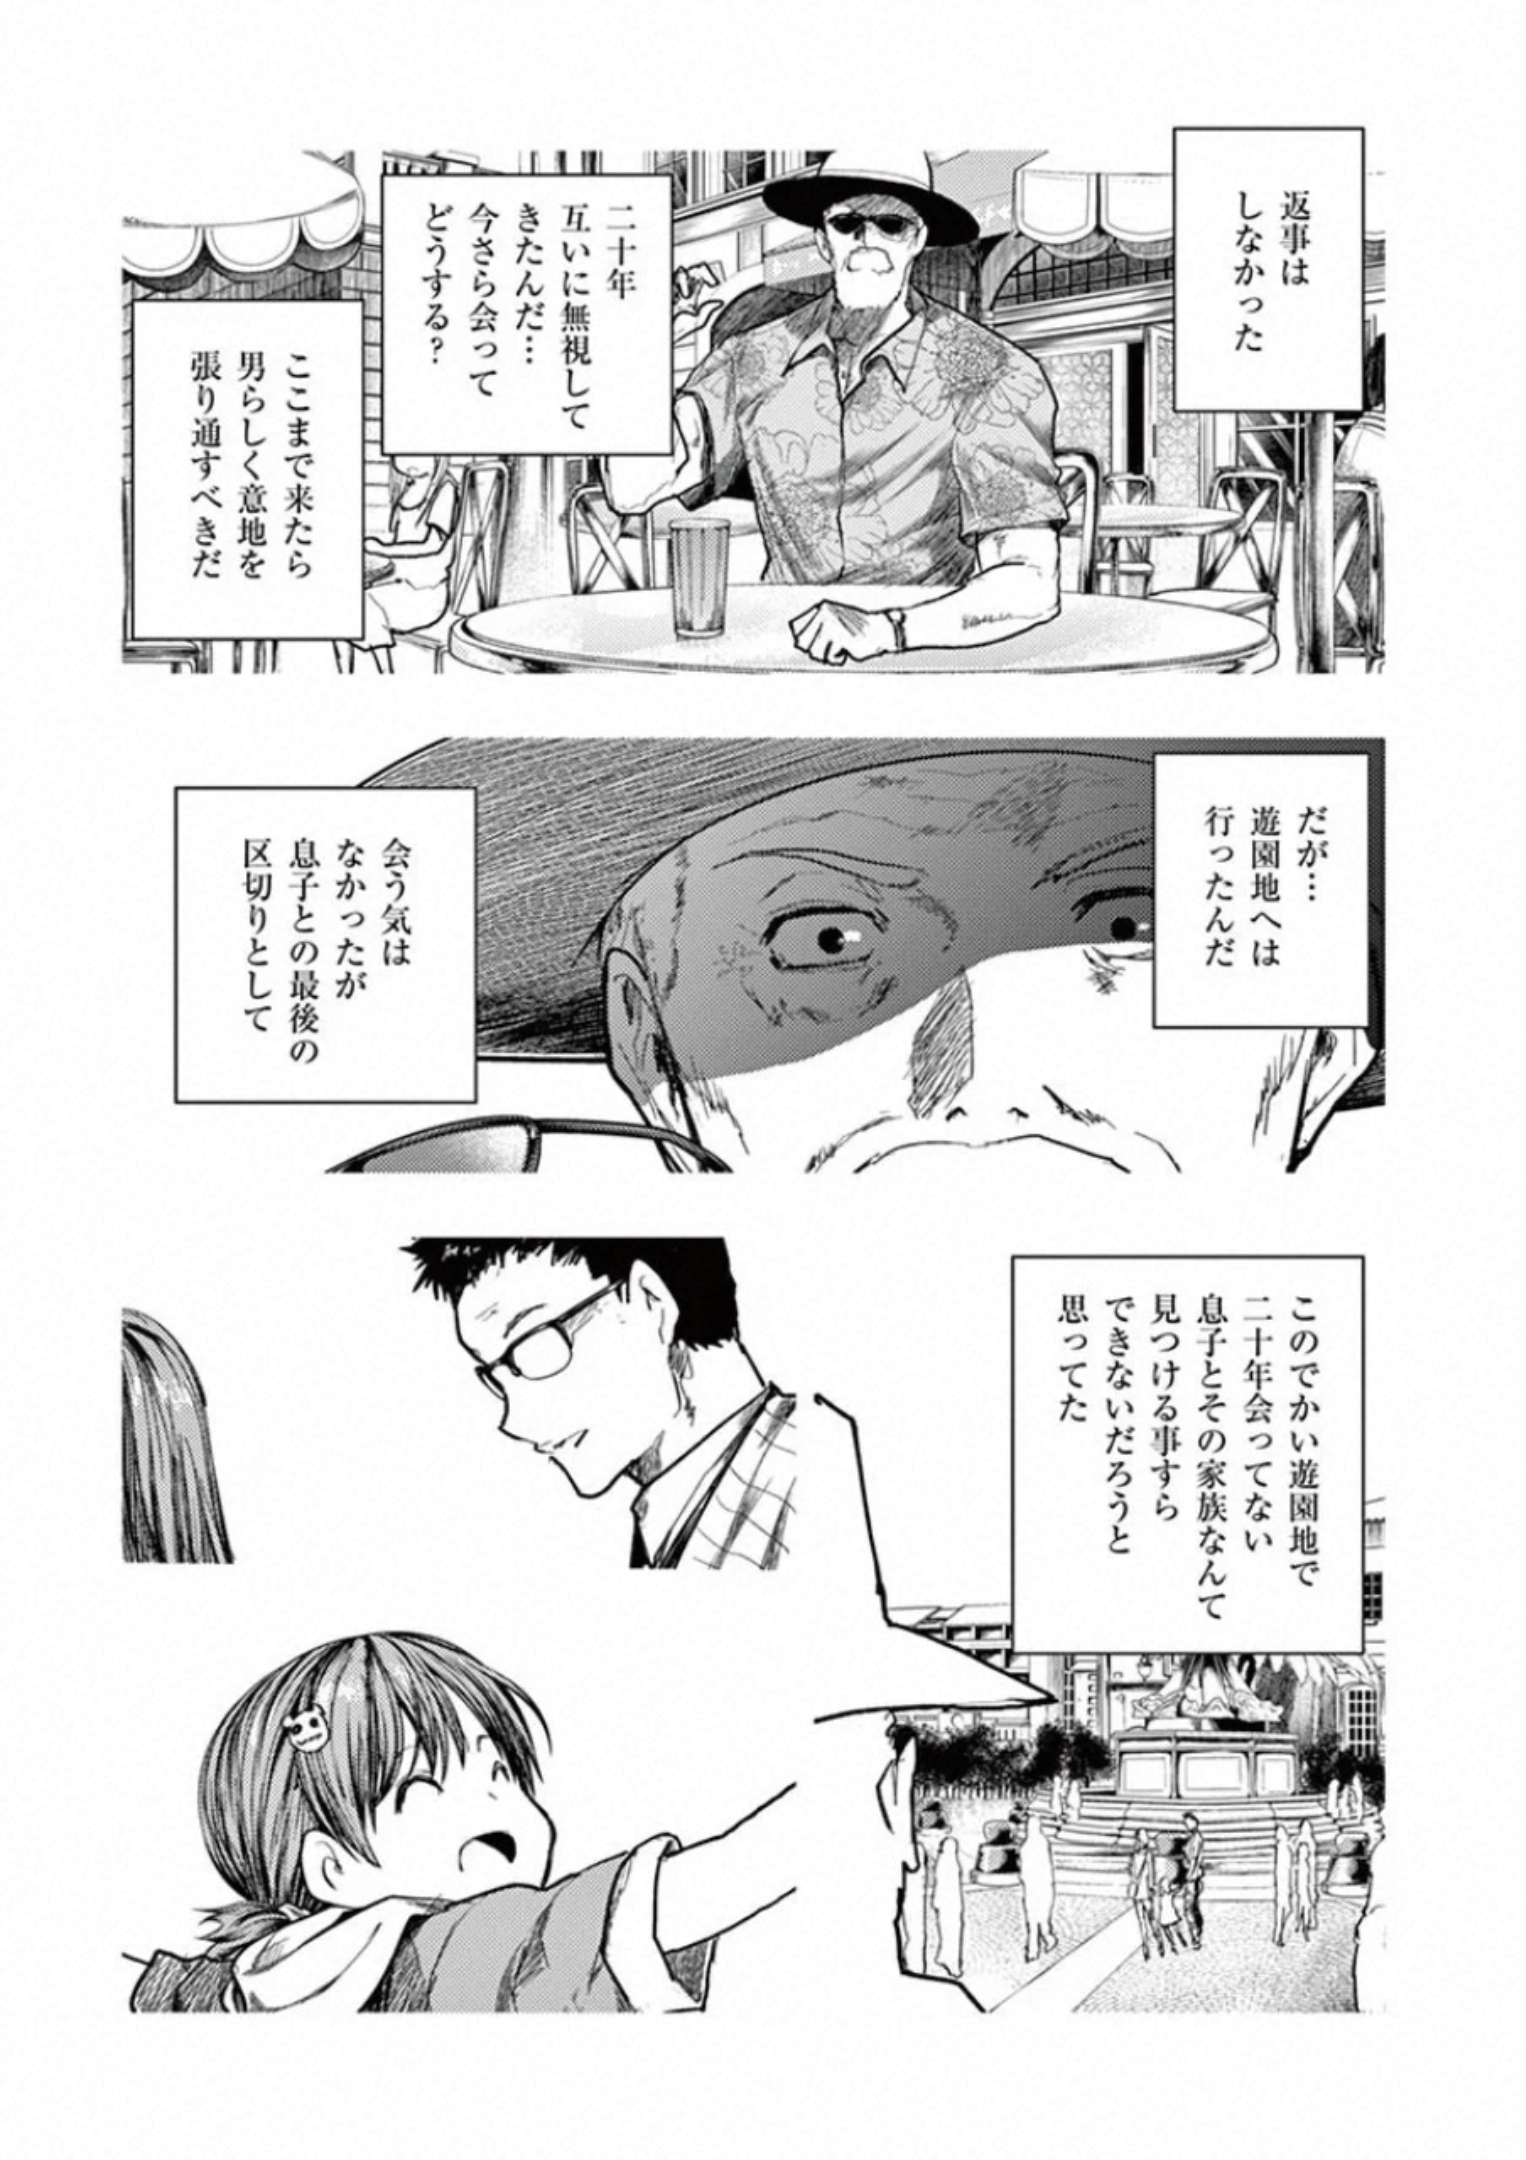 返事は
しなかった
二十年
互いに無視して
きたんだ…
今さら会って
どうする？
ここまで来たら
男らしく意地を
張り通すべきだ
だが…
遊園地へは
行ったんだ
会う気は
なかったが
息子との最後の
区切りとして
このでかい遊園地で
二十年会ってない
息子とその家族なんて
見つける事すら
できないだろうと
思ってた